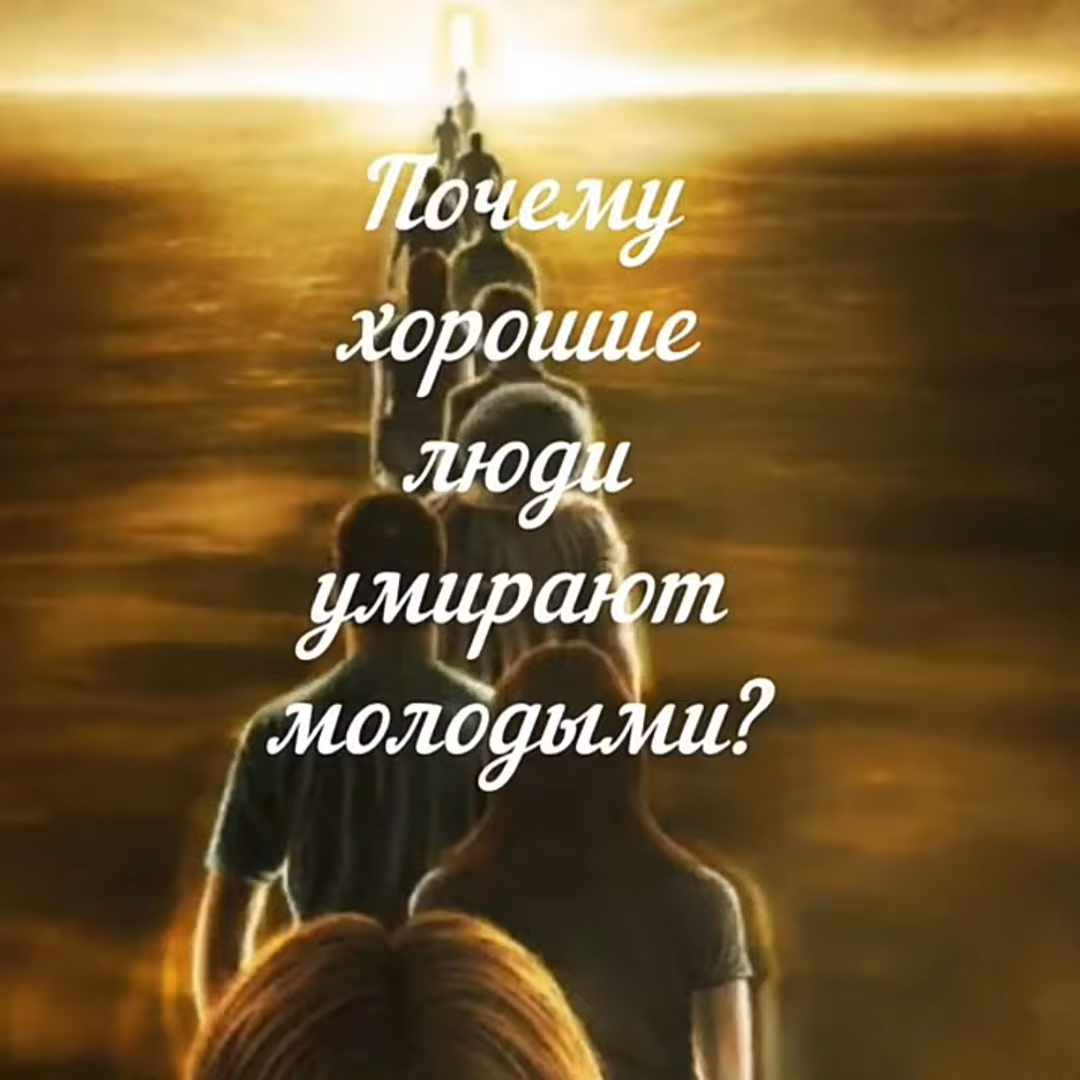 Почему
хорошие
люди
умирают
молодыми?